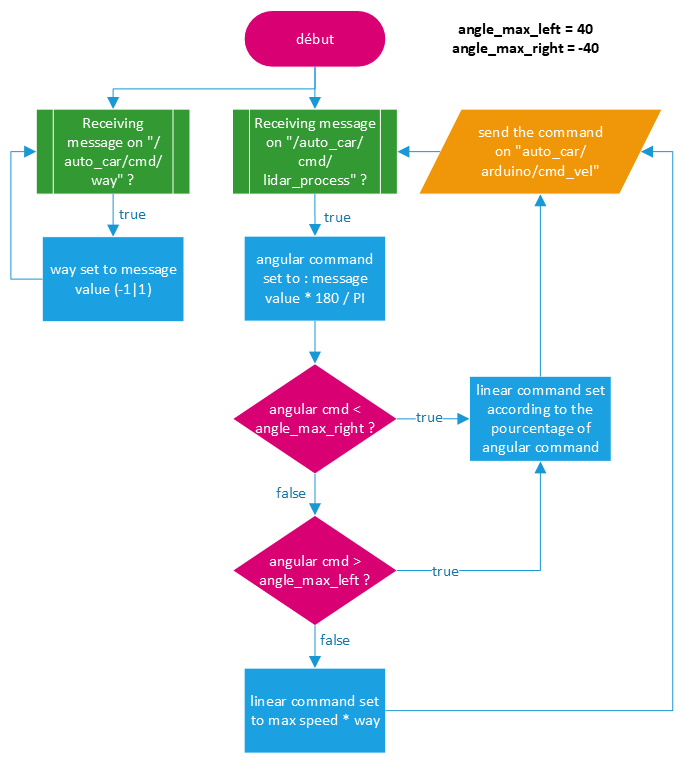 début
angle_max_left = 40
angle_max_right = -40
Receiving
message on "/
auto_car/cmd/
way" ?
Receiving message
on "/auto_car/
cmd/
lidar_process" ?
send the command
on "auto_car/
arduino/cmd_vel"
true
true
way set to message
value (-1|1)
angular command
set to : message
value * 180 / PI
angular cmd <
angle_max_right ?
true
linear command set
according to the
pourcentage of
angular command
false
angular cmd >
angle_max_left ?
true
false
linear command set
to max speed * way